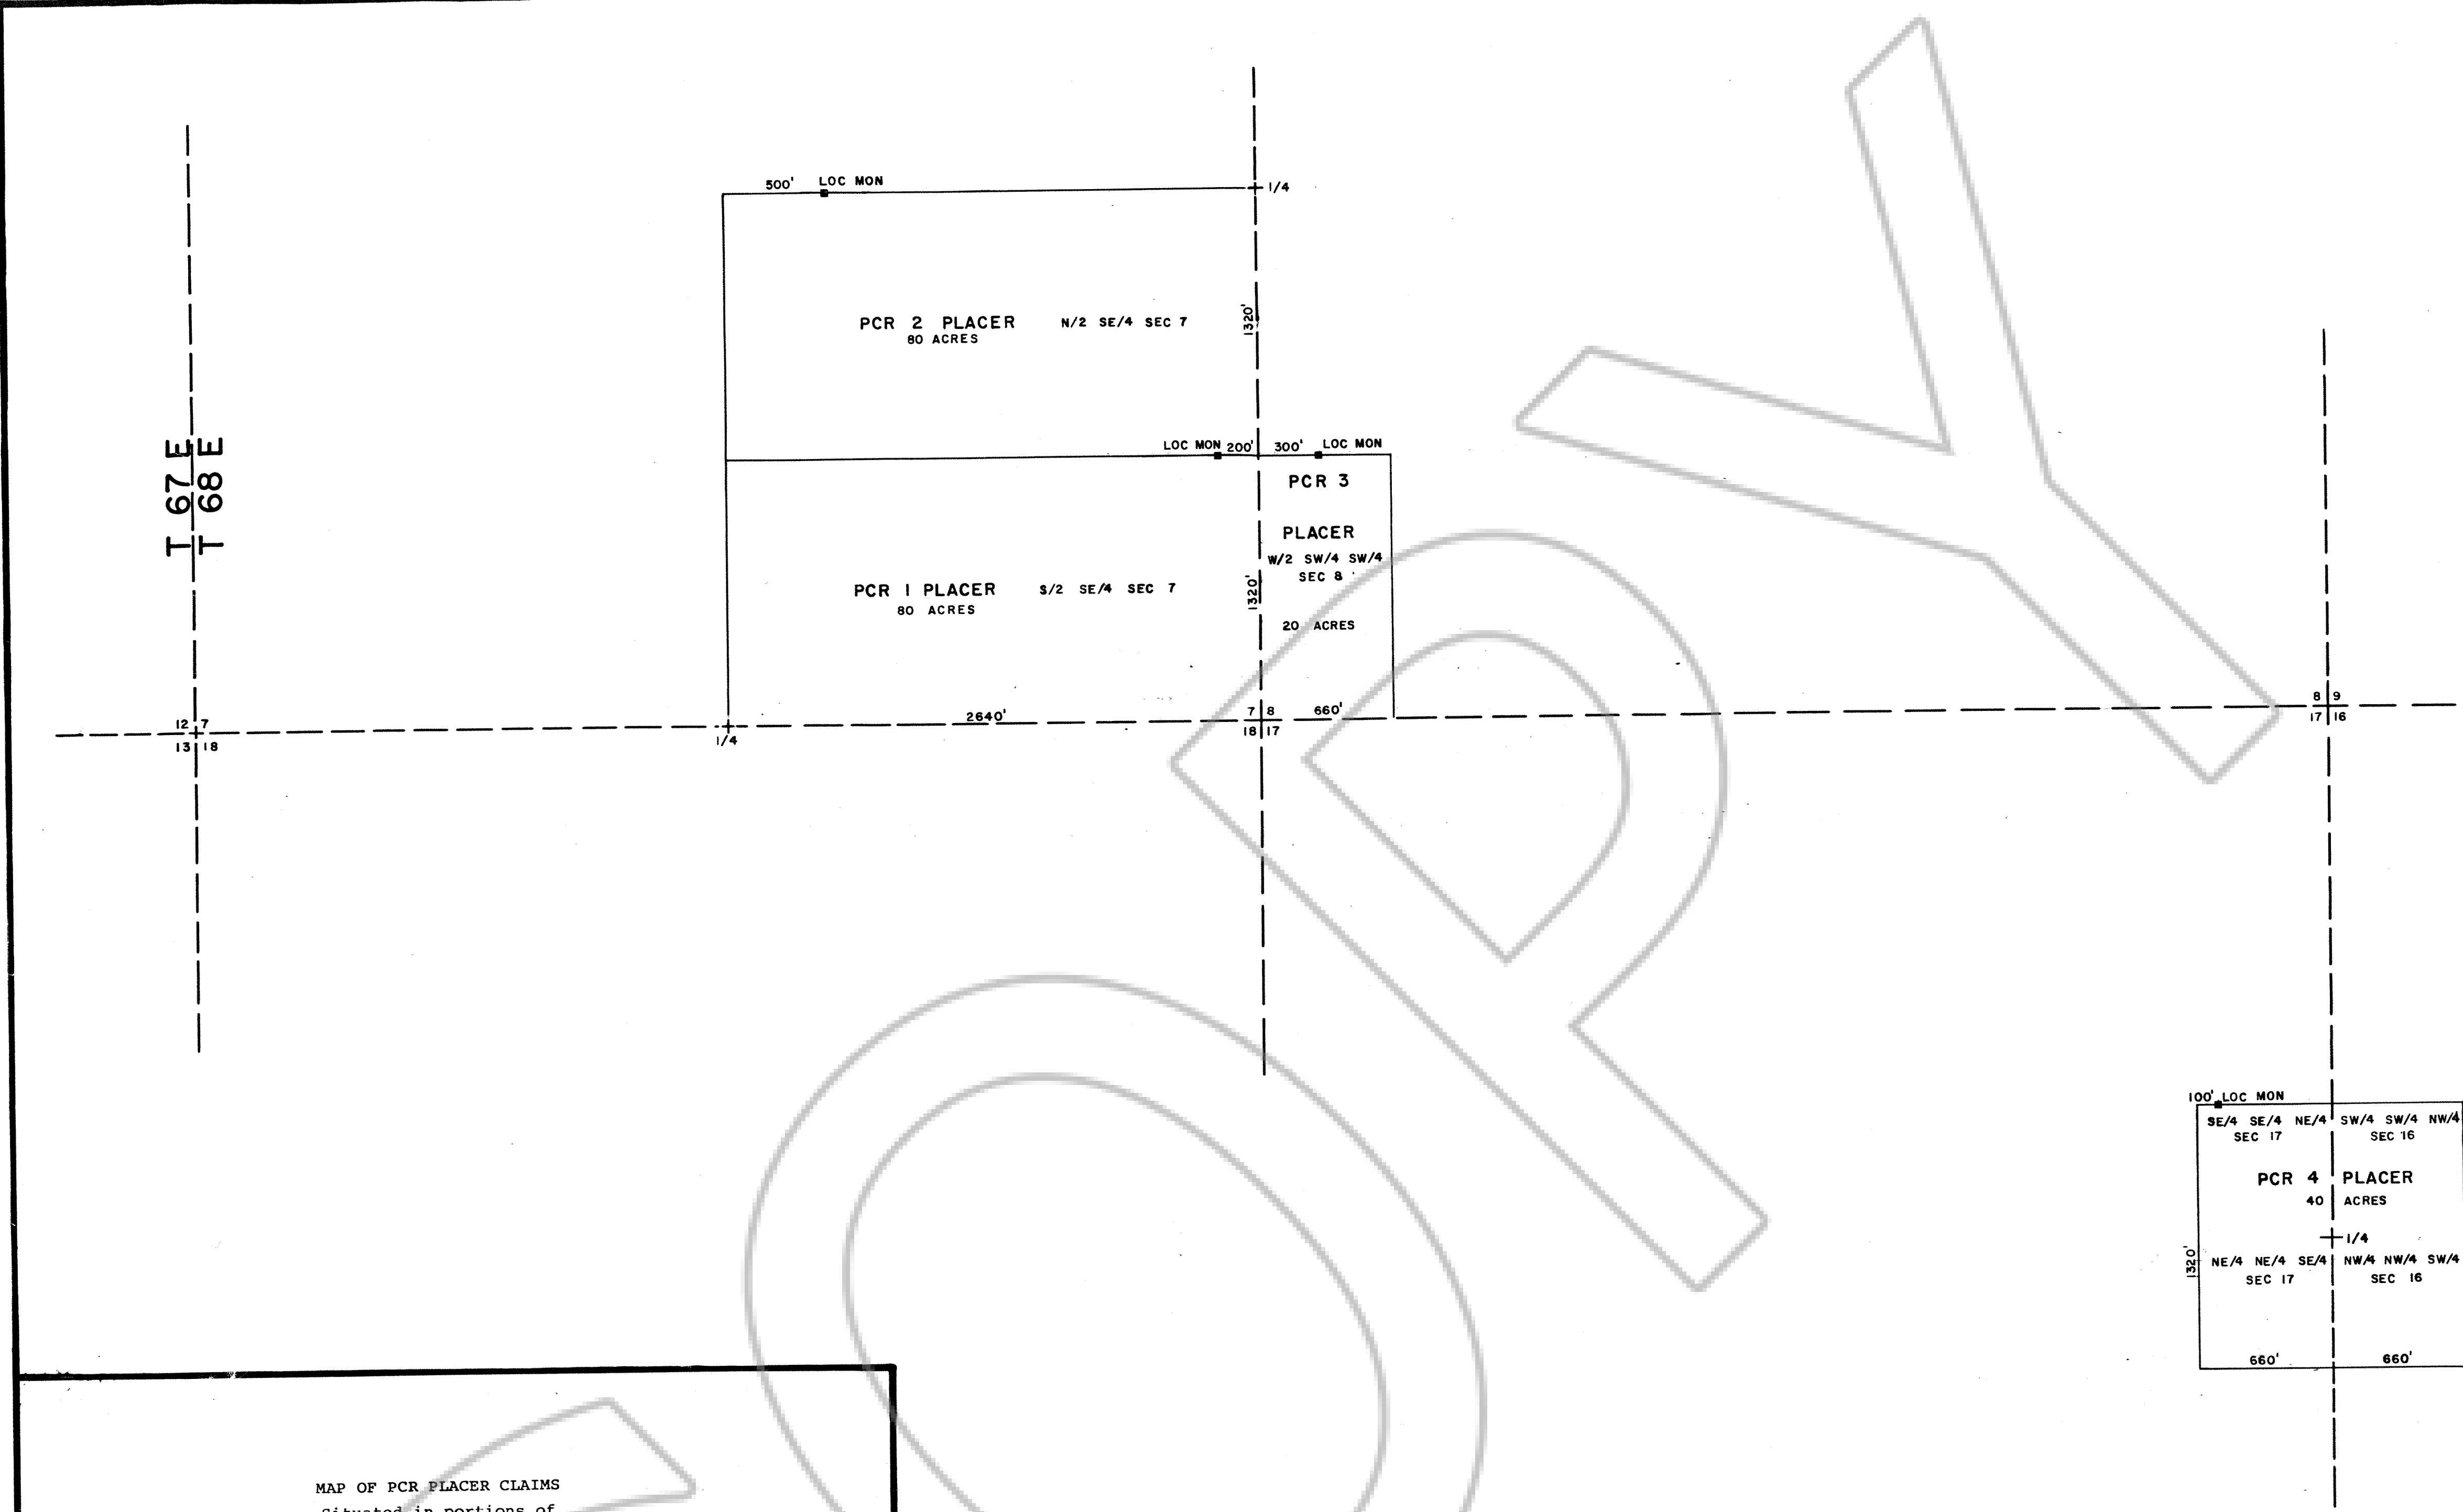 500' LOC MON
1/4
PCR 2 PLACER N/2 SE/4 SEC 7
80 ACRES
1320'
T 67 E
T 68 E
LOC MON 200' 300' LOC MON
PCR 3
PLACER
W/2 SW/4 SW/4
SEC 8
20 ACRES
PCR 1 PLACER S/2 SE/4 SEC 7
80 ACRES
1320'
12 7
13 18
1/4
2640'
7 8
18 17
660'
8 9
17 16
100' LOC MON
SE/4 SE/4 NE/4 SW/4 SW/4 NW/4
SEC 17 SEC 16
PCR 4 PLACER
40 ACRES
1/4
1320'
NE/4 NE/4 SE/4 NW/4 NW/4 SW/4
SEC 17 SEC 16
660' 660'
MAP OF PCR PLACER CLAIMS
Situated in portions of
COPY